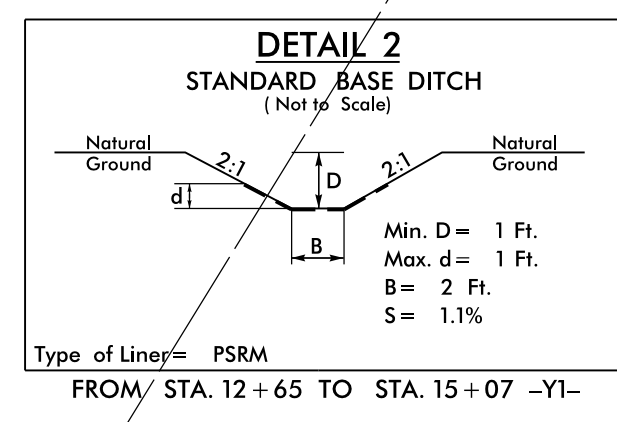 DETAIL 2
STANDARD BASE DITCH
( Not to Scale)
Natural
Ground
2:1
D
2:1
Natural
Ground
d
B
Min. D = 1 Ft.
Max. d = 1 Ft.
B = 2 Ft.
S = 1.1%
Type of Liner = PSRM
FROM STA. 12+65 TO STA. 15+07 -Y1-